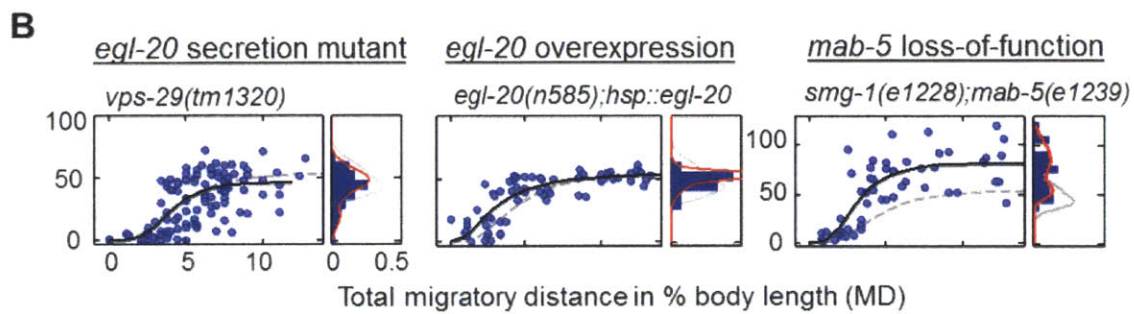 B
egl-20 secretion mutant
egl-20 overexpression
mab-5 loss-of-function
vps-29(tm1320)
egl-20(n585);hsp::egl-20
smg-1(e1228);mab-5(e1239)
100
50
0
100
50
0
0 5 10 0 0.5
Total migratory distance in % body length (MD)